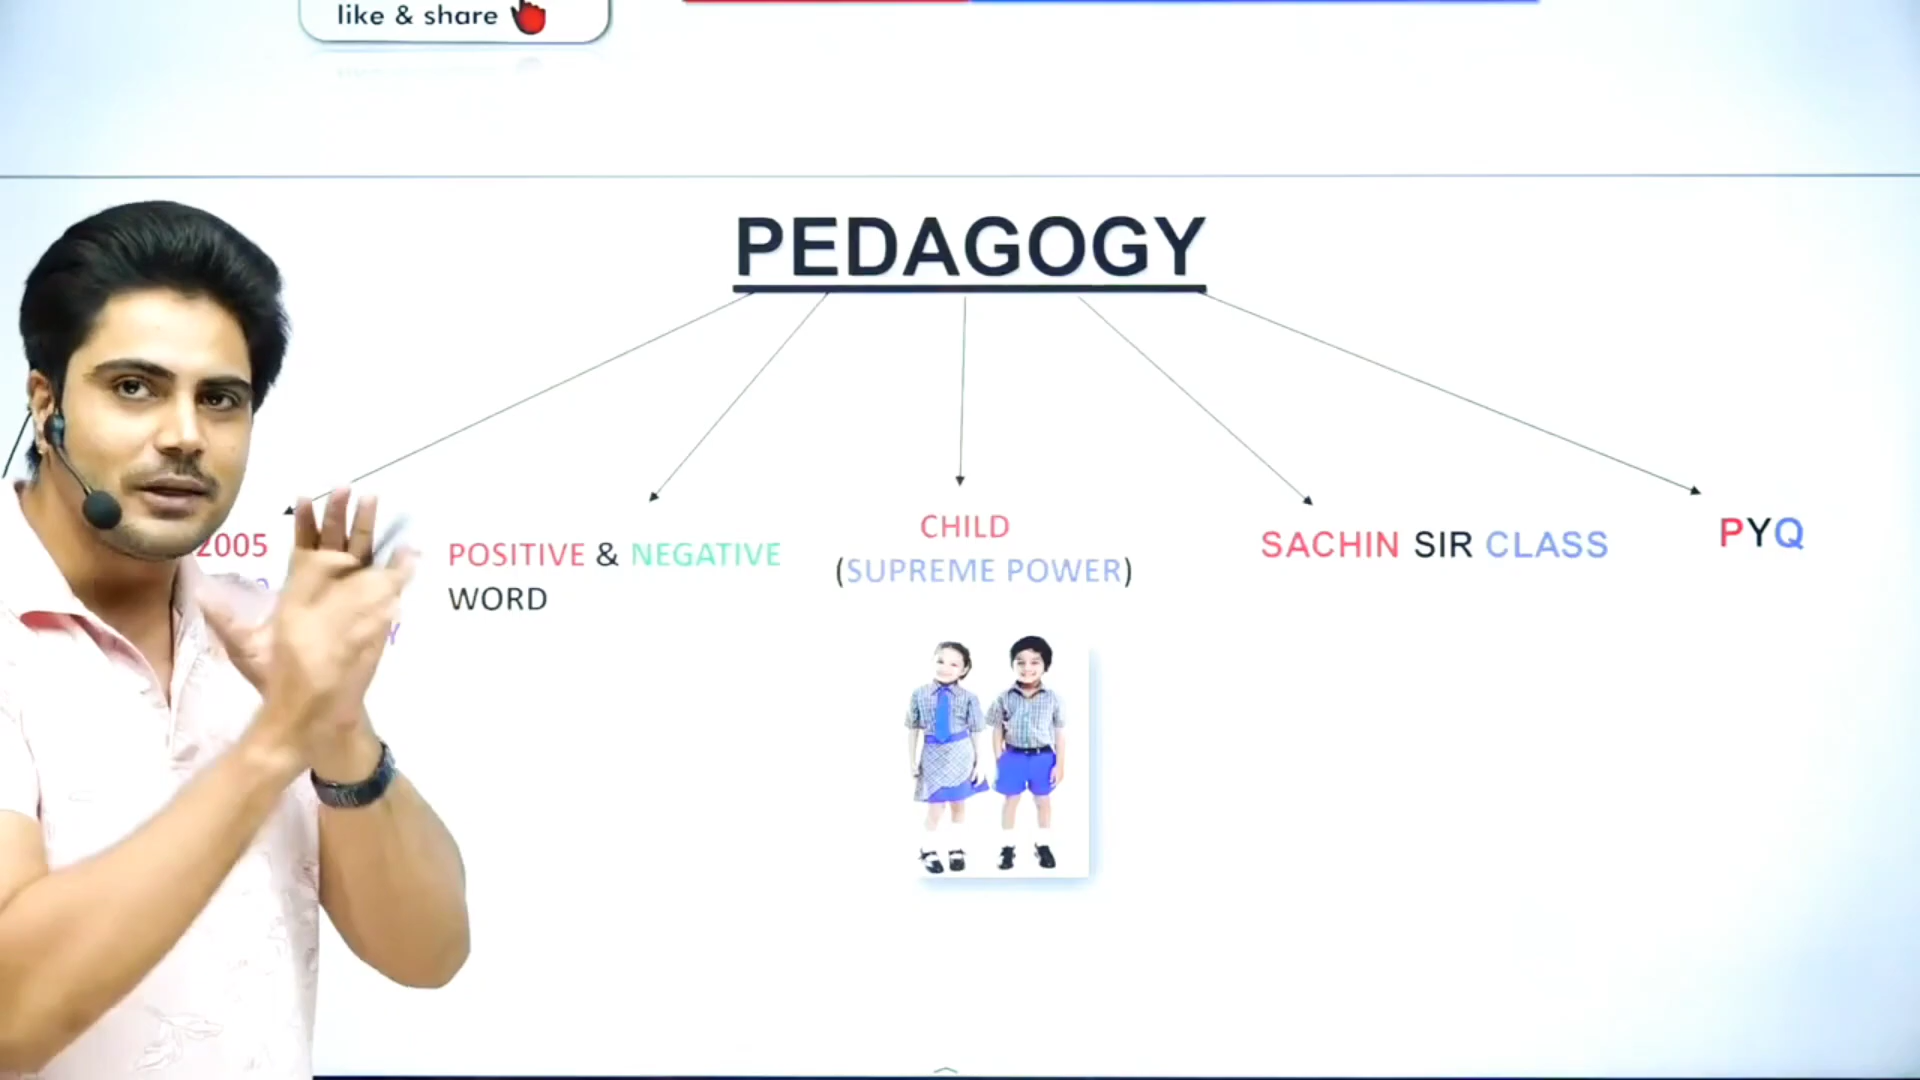 like & share
PEDAGOGY
2005
POSITIVE & NEGATIVE
WORD
CHILD
(SUPREME POWER)
SACHIN SIR CLASS
PYQ